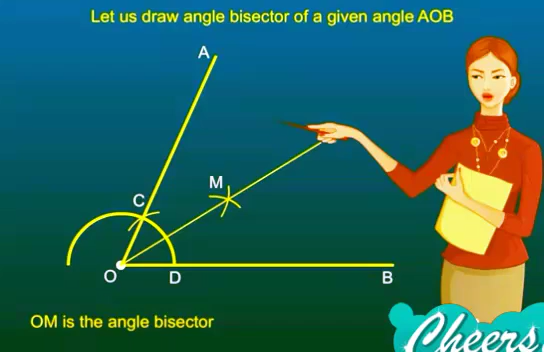 Let us draw angle bisector of a given angle AOB
A
M
C
O
D
B
OM is the angle bisector
Cheers